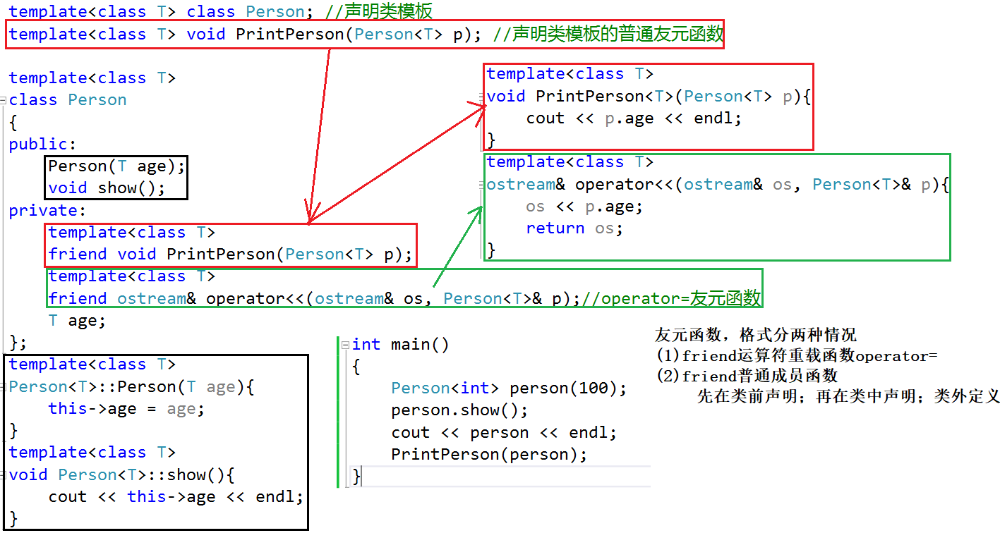 template<class T> class Person; //声明类模板
template<class T> void PrintPerson(Person<T> p); //声明类模板的普通友元函数
template<class T>
class Person
{
public:
Person(T age);
void show();
private:
template<class T>
friend void PrintPerson(Person<T> p);
template<class T>
friend ostream& operator<<(ostream& os, Person<T>& p);//operator=友元函数
T age;
};
template<class T>
Person<T>::Person(T age){
this->age = age;
}
template<class T>
void Person<T>::show(){
cout << this->age << endl;
}
template<class T>
void PrintPerson<T>(Person<T> p){
cout << p.age << endl;
}
template<class T>
ostream& operator<<(ostream& os, Person<T>& p){
os << p.age;
return os;
}
int main()
{
Person<int> person(100);
person.show();
cout << person << endl;
PrintPerson(person);
}
友元函数，格式分两种情况
(1)friend运算符重载函数operator=
(2)friend普通成员函数
先在类前声明；再在类中声明；类外定义